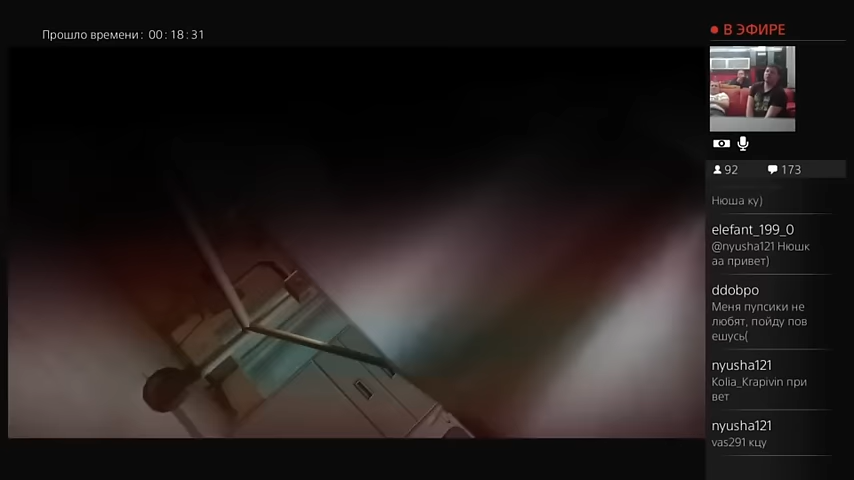 Прошло времени: 00:18:31
В ЭФИРЕ
92 173
Нюша ку)
elefant_199_0
@nyusha121 Нюшк
аа привет)
ddobpo
Меня пупсики не
любят, пойду пов
ешусь(
nyusha121
Kolia_Krapivin при
вет
nyusha121
vas291 кцу